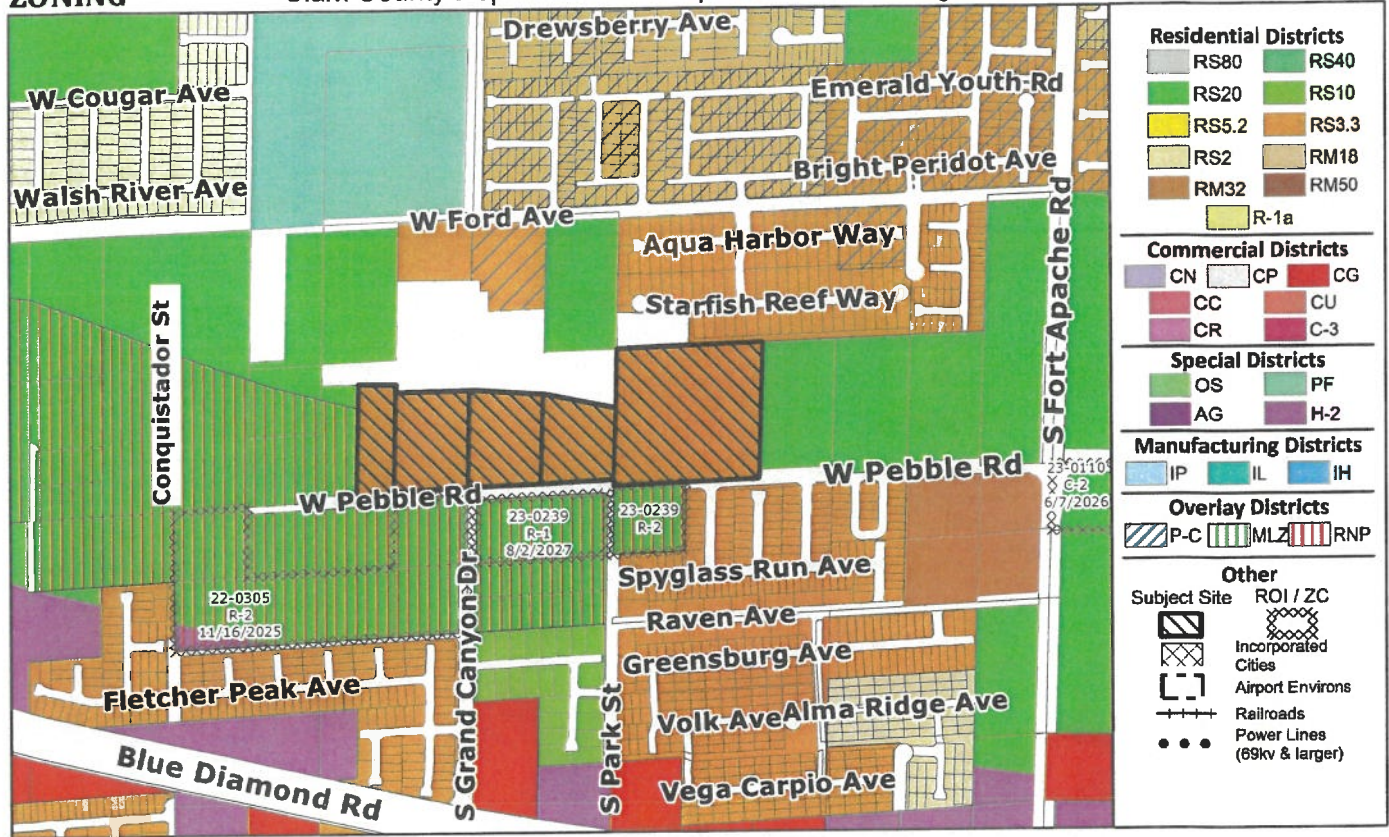 ZONING
Drewsberry Ave
W Cougar Ave
Emerald Youth Rd
Walsh River Ave
Bright Peridot Ave
W Ford Ave
Aqua Harbor Way
Starfish Reef Way
Conquistador St
S Fort Apache Rd
W Pebble Rd
W Pebble Rd
23-0110
C-2
6/7/2026
23-0239
R-1
8/2/2027
23-0239
R-2
Spyglass Run Ave
22-0305
R-2
11/16/2025
Raven Ave
Greensburg Ave
S Grand Canyon Dr
S Park St
Fletcher Peak Ave
Volk Ave
Alma Ridge Ave
Blue Diamond Rd
Vega Carpio Ave
Residential Districts
RS80 RS40
RS20 RS10
RS5.2 RS3.3
RS2 RM18
RM32 RM50
R-1a
Commercial Districts
CN CP CG
CC CU
CR C-3
Special Districts
OS PF
AG H-2
Manufacturing Districts
IP IL IH
Overlay Districts
P-C MLZ RNP
Other
Subject Site ROI / ZC
Incorporated
Cities
Airport Environs
Railroads
Power Lines
(69kv & larger)